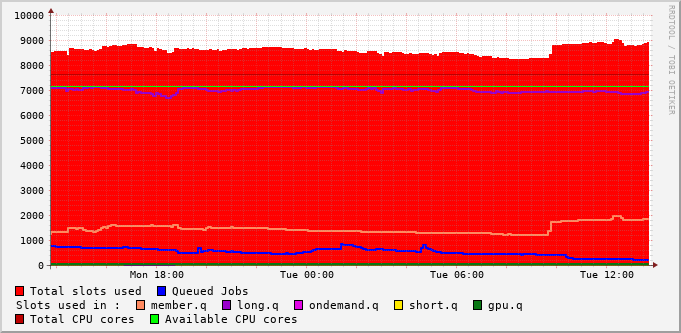 RRDTOOL / TOBI OETIKER
10000
9000
8000
7000
6000
5000
4000
3000
2000
1000
0
Mon 18:00 Tue 00:00 Tue 06:00 Tue 12:00
Total slots used Queued Jobs
Slots used in : member.q long.q ondemand.q short.q gpu.q
Total CPU cores Available CPU cores